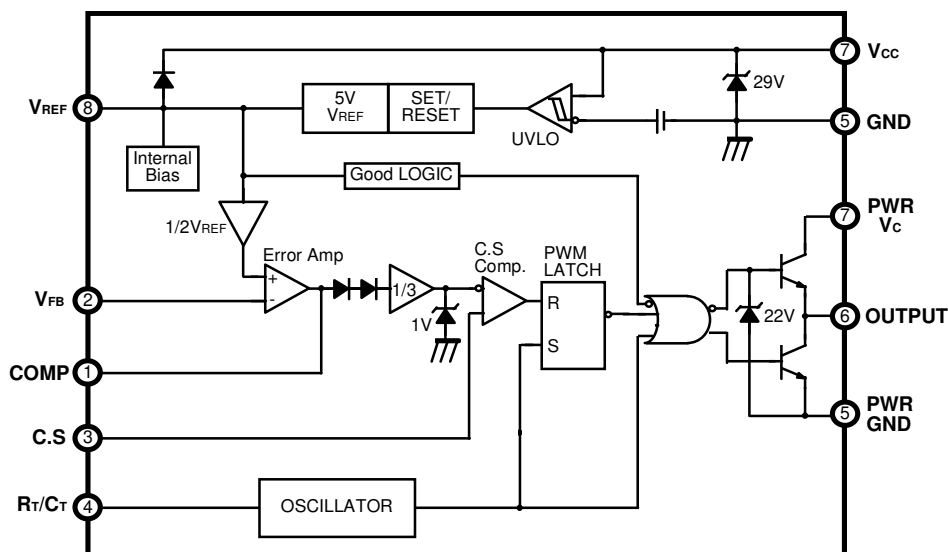 7
VCC
29V
VREF
8
5V
VREF
SET/
RESET
UVLO
5
GND
Internal
Bias
Good LOGIC
1/2VREF
7
PWR
VC
Error Amp
C.S
Comp.
PWM
LATCH
+
-
1/3
VFB
2
1V
R
S
22V
6
OUTPUT
COMP
1
5
PWR
GND
C.S
3
RT/CT
4
OSCILLATOR